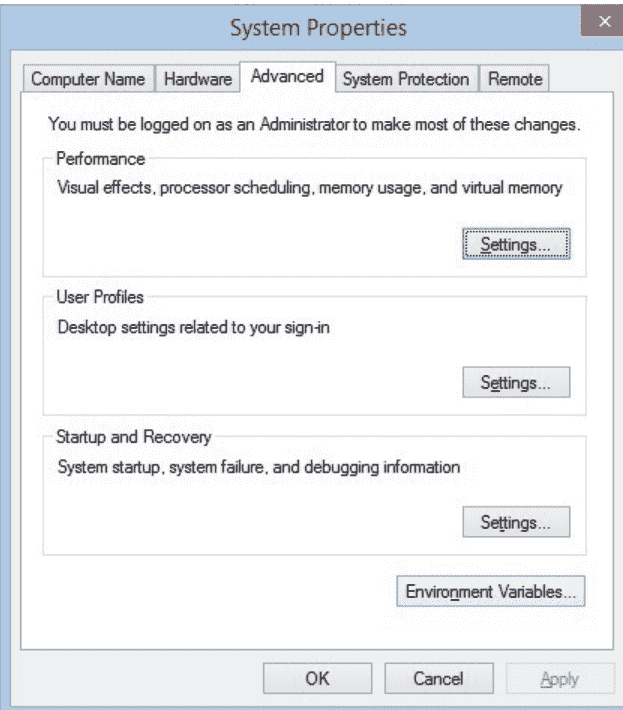 System Properties
Computer Name Hardware Advanced System Protection Remote
You must be logged on as an Administrator to make most of these changes.
Performance
Visual effects, processor scheduling, memory usage, and virtual memory
Settings...
User Profiles
Desktop settings related to your sign-in
Settings...
Startup and Recovery
System startup, system failure, and debugging information
Settings...
Environment Variables...
OK Cancel Apply